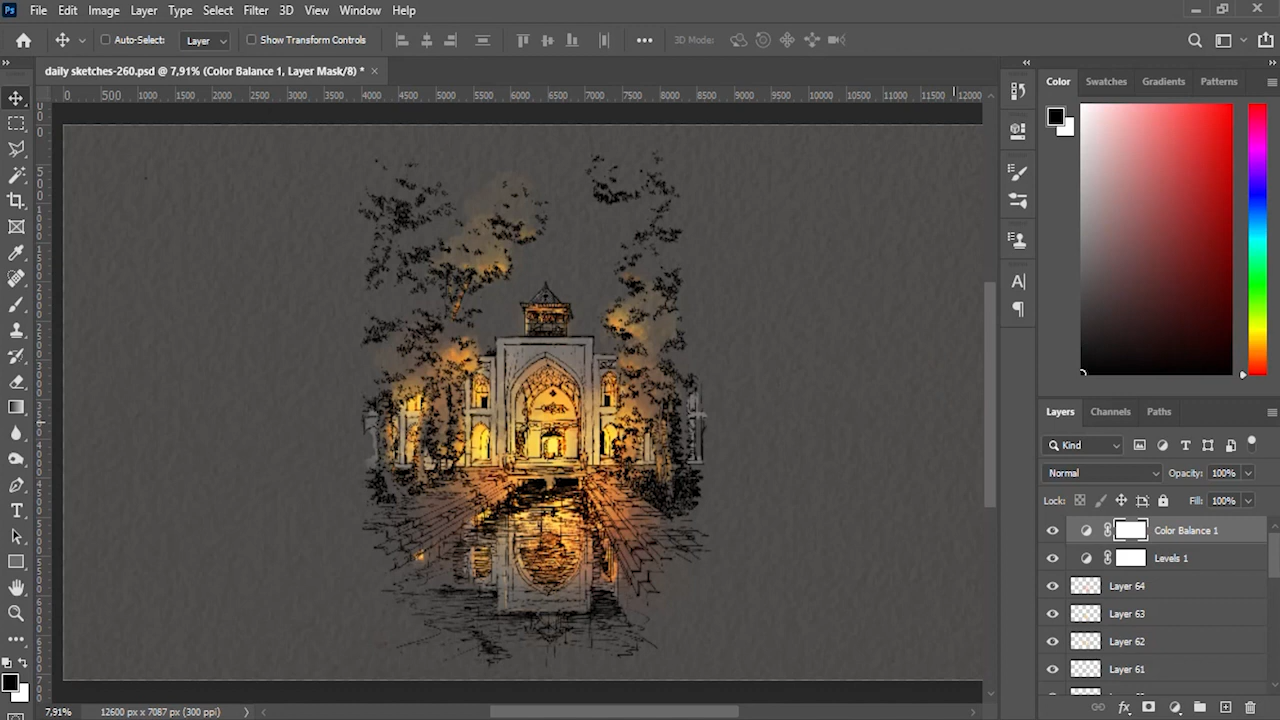 Ps File Edit Image Layer Type Select Filter 3D View Window Help
Auto-Select: Layer Show Transform Controls 3D Mode:
daily sketches-260.psd @ 7,91% (Color Balance 1, Layer Mask/8) *
0 500 1000 1500 2000 2500 3000 3500 4000 4500 5000 5500 6000 6500 7000 7500 8000 8500 9000 9500 10000 10500 11000 11500 12000
Color Swatches Gradients Patterns
Layers Channels Paths
Kind
Normal Opacity: 100%
Lock: Fill: 100%
Color Balance 1
Levels 1
Layer 64
Layer 63
Layer 62
Layer 61
7,91% 12600 px x 7087 px (300 ppi)